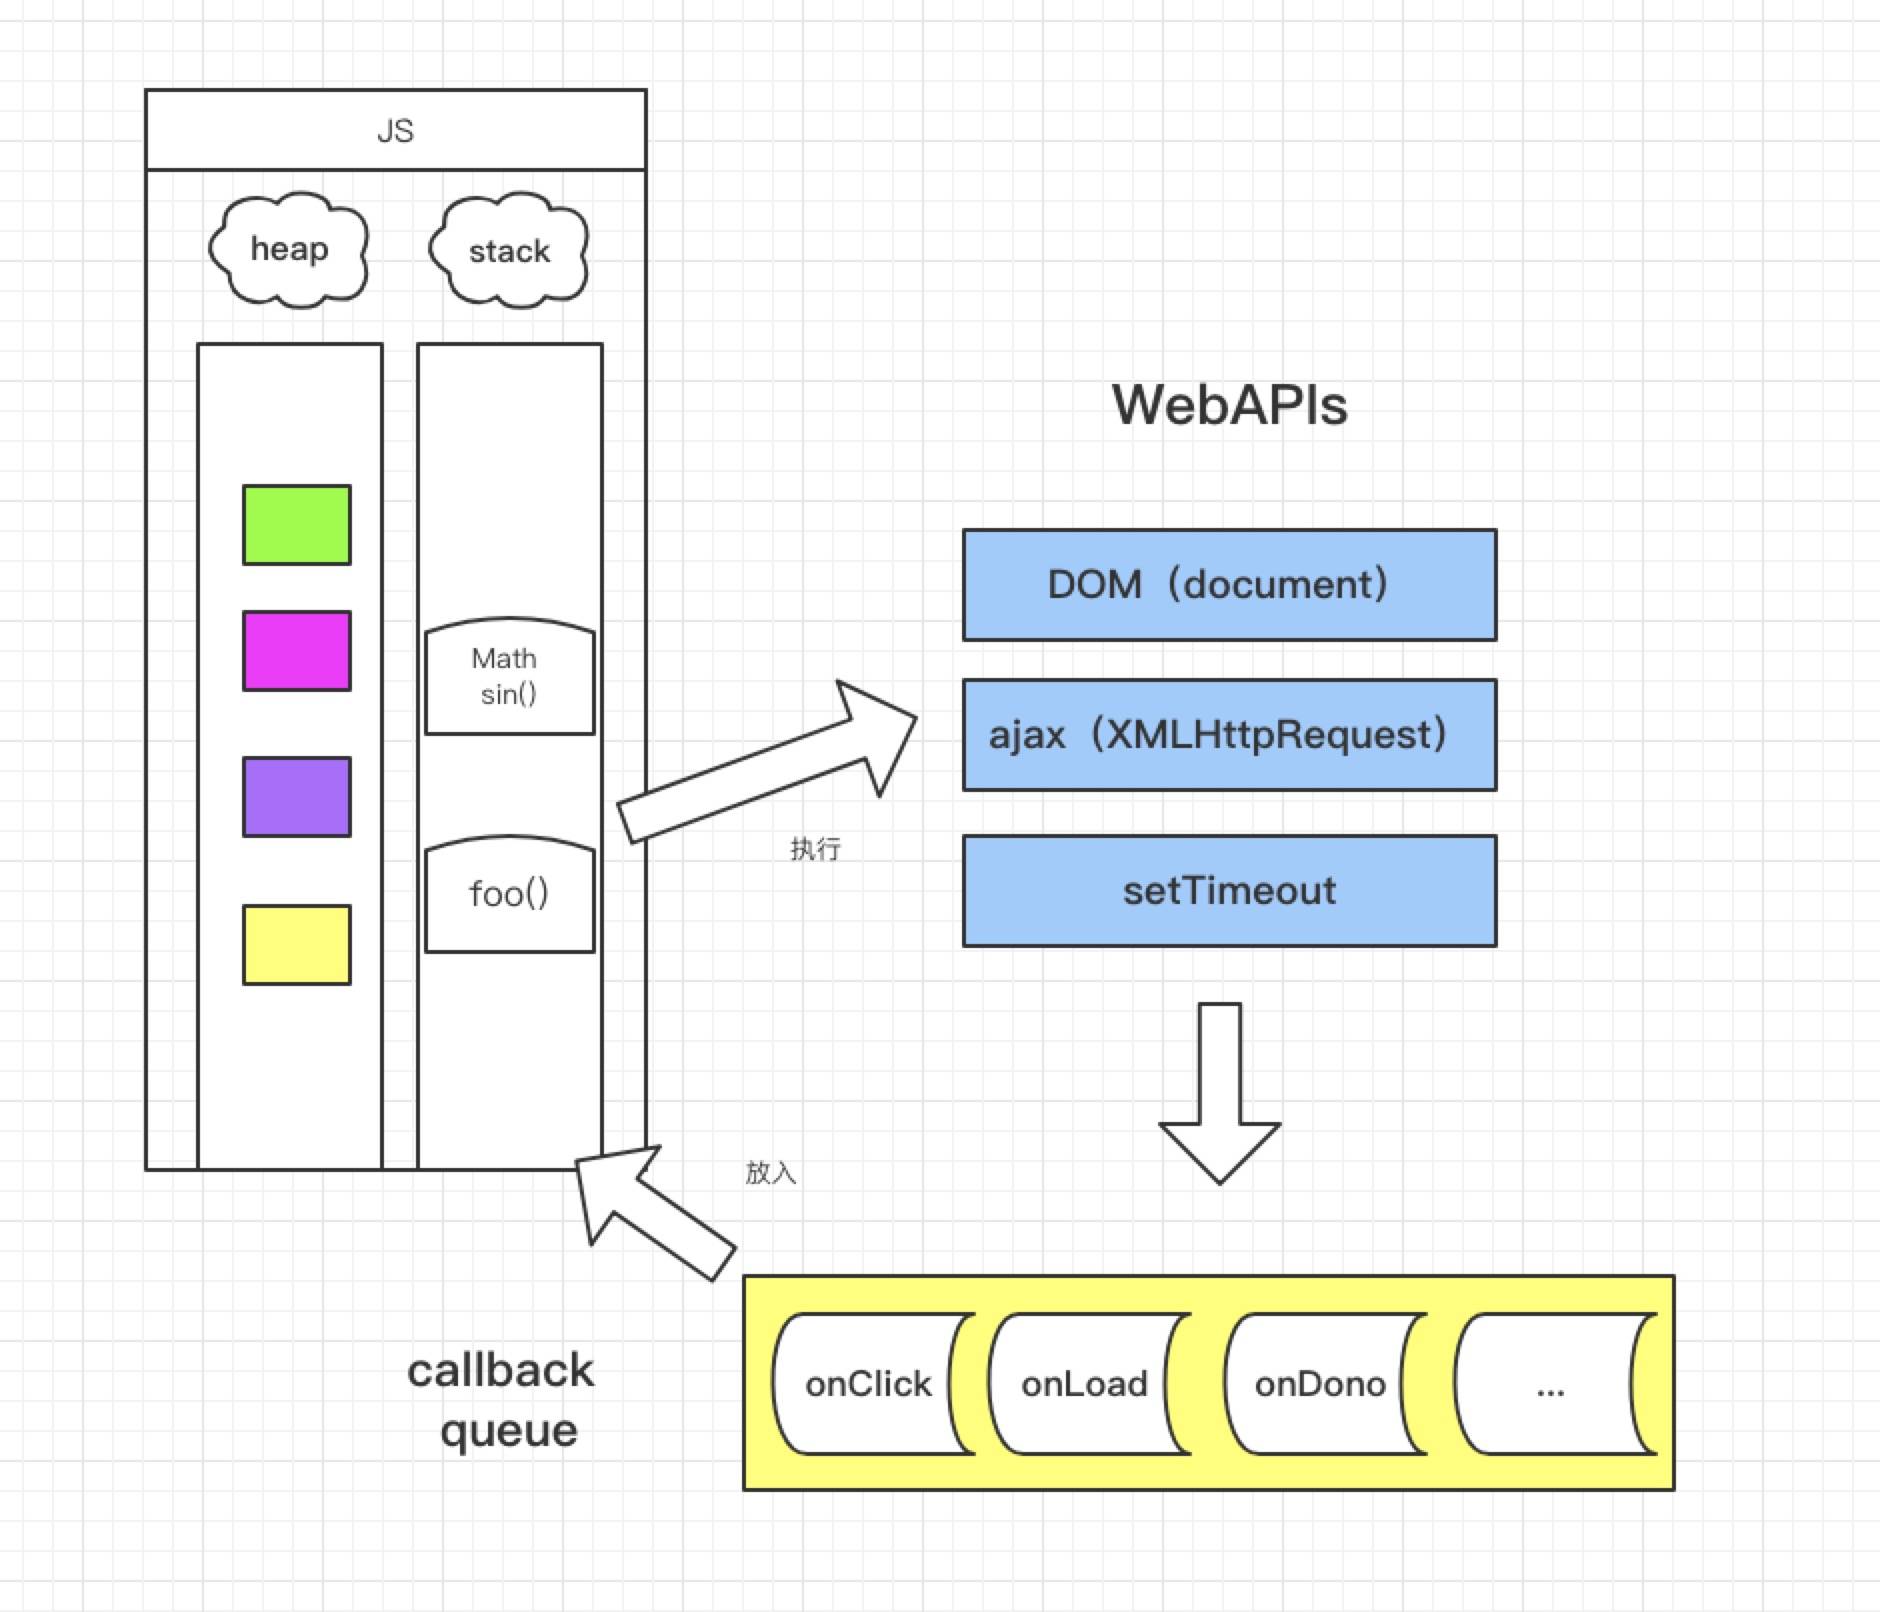 JS
heap
stack
Math
sin()
foo()
执行
WebAPIs
DOM（document）
ajax（XMLHttpRequest）
setTimeout
放入
callback
queue
onClick
onLoad
onDono
...